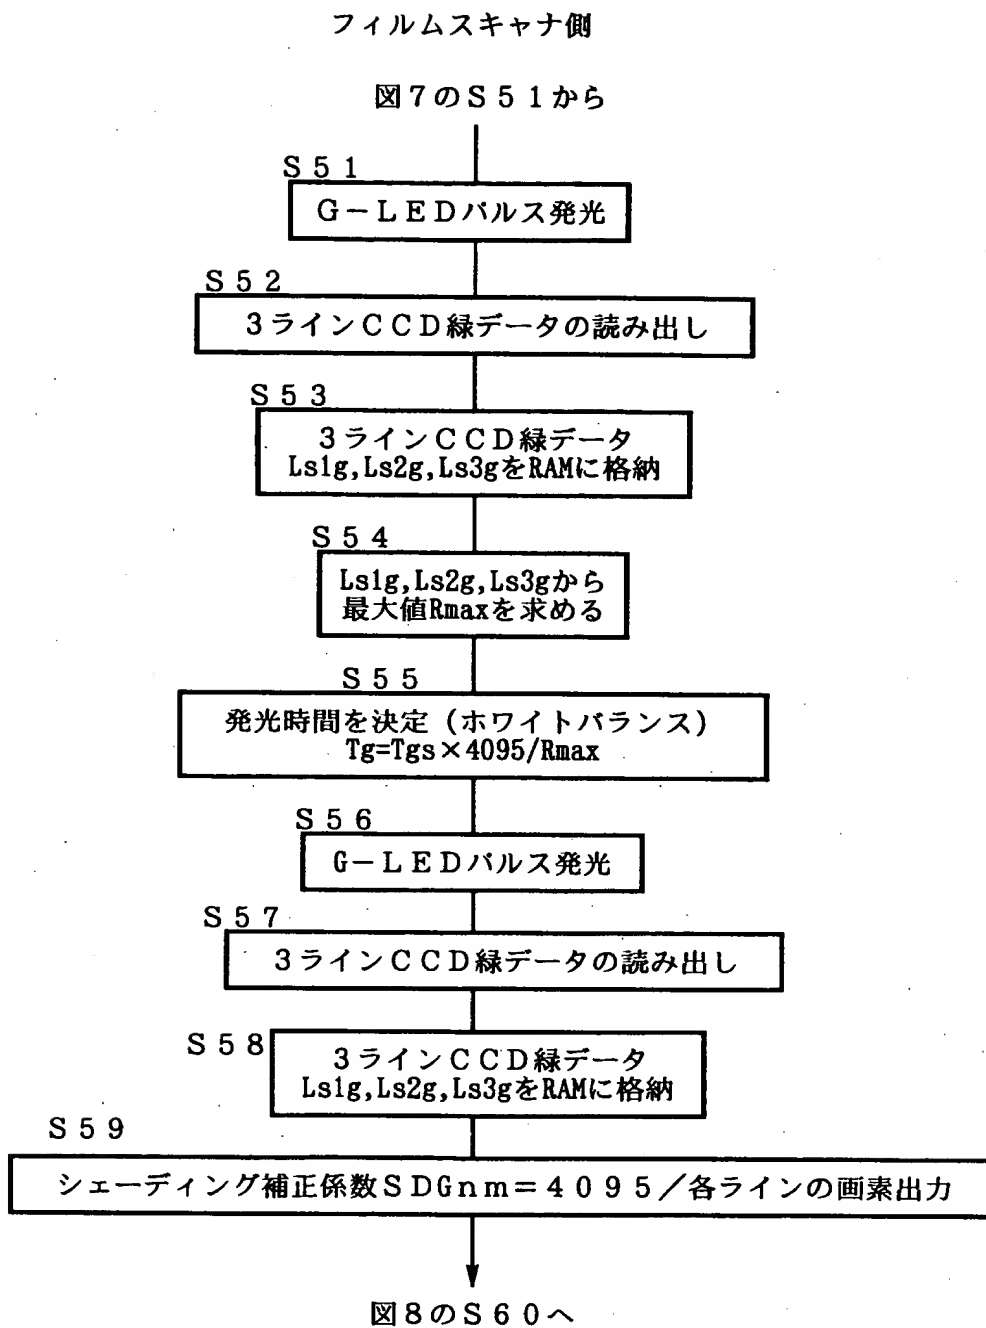 フィルムスキャナ側
図7のS51から
S51
G－LEDパルス発光
S52
3ラインCCD緑データの読み出し
S53
3ラインCCD緑データ
Ls1g,Ls2g,Ls3gをRAMに格納
S54
Ls1g,Ls2g,Ls3gから
最大値Rmaxを求める
S55
発光時間を決定（ホワイトバランス）
Tg=Tgs×4095/Rmax
S56
G－LEDパルス発光
S57
3ラインCCD緑データの読み出し
S58
3ラインCCD緑データ
Ls1g,Ls2g,Ls3gをRAMに格納
S59
シェーディング補正係数SDGnm＝4095／各ラインの画素出力
図8のS60へ